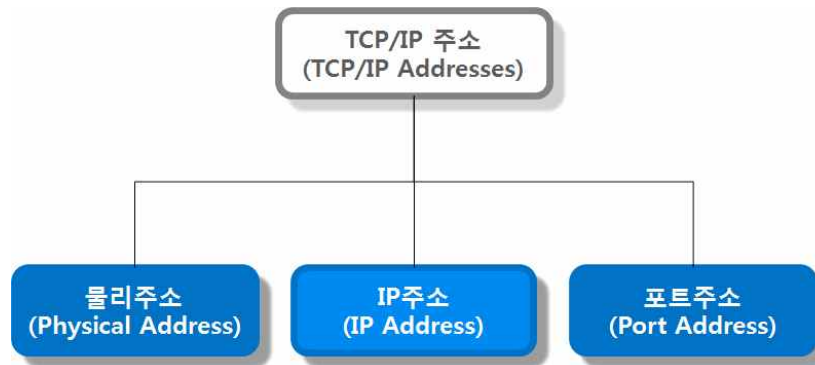 TCP/IP 주소
(TCP/IP Addresses)
물리주소
(Physical Address)
IP주소
(IP Address)
포트주소
(Port Address)